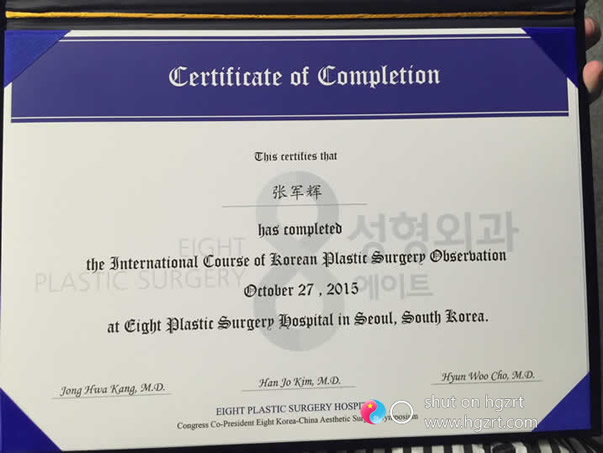 Certificate of Completion
This certifies that
张军辉
has completed
the International Course of Korean Plastic Surgery Observation
October 27 , 2015
at Eight Plastic Surgery Hospital in Seoul, South Korea.
EIGHT
PLASTIC SURGERY
8
성형외과
에이트
Jong Hwa Kang, M.D.
Han Jo Kim, M.D.
Hyun Woo Cho, M.D.
EIGHT PLASTIC SURGERY
Congress Co-President Eight Korea-China Aesthetic
shut on hgzrt
www.hgzrt.com